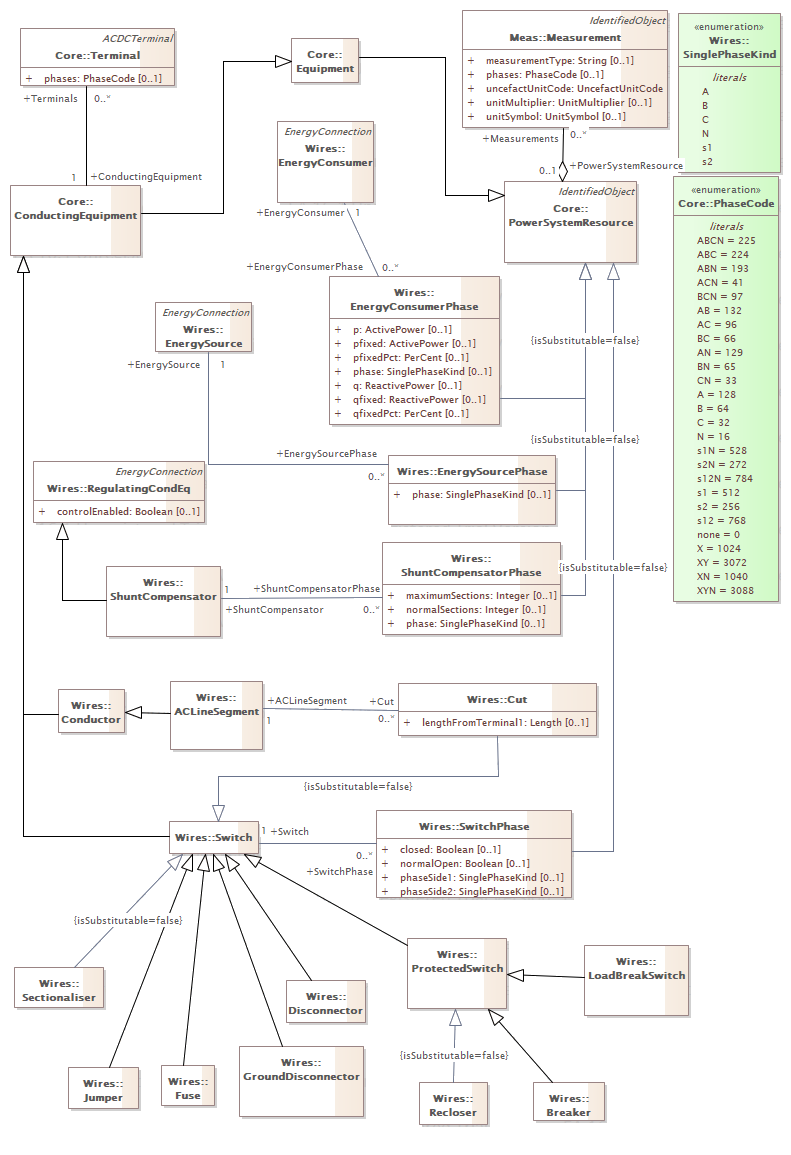 ACDCTerminal
Core::Terminal
+ phases: PhaseCode [0..1]
+Terminals 0..*
1 +ConductingEquipment
Core::
ConductingEquipment
Core::
Equipment
IdentifiedObject
Meas::Measurement
+ measurementType: String [0..1]
+ phases: PhaseCode [0..1]
+ uncefactUnitCode: UncefactUnitCode
+ unitMultiplier: UnitMultiplier [0..1]
+ unitSymbol: UnitSymbol [0..1]
+Measurements 0..*
0..1 +PowerSystemResource
IdentifiedObject
Core::
PowerSystemResource
«enumeration»
Wires::
SinglePhaseKind
literals
A
B
C
N
s1
s2
«enumeration»
Core::PhaseCode
literals
ABCN = 225
ABC = 224
ABN = 193
ACN = 41
BCN = 97
AB = 132
AC = 96
BC = 66
AN = 129
BN = 65
CN = 33
A = 128
B = 64
C = 32
N = 16
s1N = 528
s2N = 272
s12N = 784
s1 = 512
s2 = 256
s12 = 768
none = 0
X = 1024
XY = 3072
XN = 1040
XYN = 3088
EnergyConnection
Wires::
EnergyConsumer
+EnergyConsumer 1
+EnergyConsumerPhase 0..*
Wires::
EnergyConsumerPhase
+ p: ActivePower [0..1]
+ pfixed: ActivePower [0..1]
+ pfixedPct: PerCent [0..1]
+ phase: SinglePhaseKind [0..1]
+ q: ReactivePower [0..1]
+ qfixed: ReactivePower [0..1]
+ qfixedPct: PerCent [0..1]
{isSubstitutable=false}
EnergyConnection
Wires::
EnergySource
+EnergySource 1
+EnergySourcePhase
0..*
Wires::EnergySourcePhase
+ phase: SinglePhaseKind [0..1]
{isSubstitutable=false}
EnergyConnection
Wires::RegulatingCondEq
+ controlEnabled: Boolean [0..1]
Wires::
ShuntCompensator
1 +ShuntCompensatorPhase
+ShuntCompensator 0..*
Wires::
ShuntCompensatorPhase
+ maximumSections: Integer [0..1]
+ normalSections: Integer [0..1]
+ phase: SinglePhaseKind [0..1]
{isSubstitutable=false}
Wires::
Conductor
Wires::
ACLineSegment
+ACLineSegment +Cut
1 0..*
Wires::Cut
+ lengthFromTerminal1: Length [0..1]
{isSubstitutable=false}
Wires::Switch
1 +Switch
0..*
+SwitchPhase
Wires::SwitchPhase
+ closed: Boolean [0..1]
+ normalOpen: Boolean [0..1]
+ phaseSide1: SinglePhaseKind [0..1]
+ phaseSide2: SinglePhaseKind [0..1]
{isSubstitutable=false}
Wires::
Sectionaliser
Wires::
Disconnector
Wires::
ProtectedSwitch
Wires::
LoadBreakSwitch
Wires::
Jumper
Wires::
Fuse
Wires::
GroundDisconnector
{isSubstitutable=false}
Wires::
Recloser
Wires::
Breaker